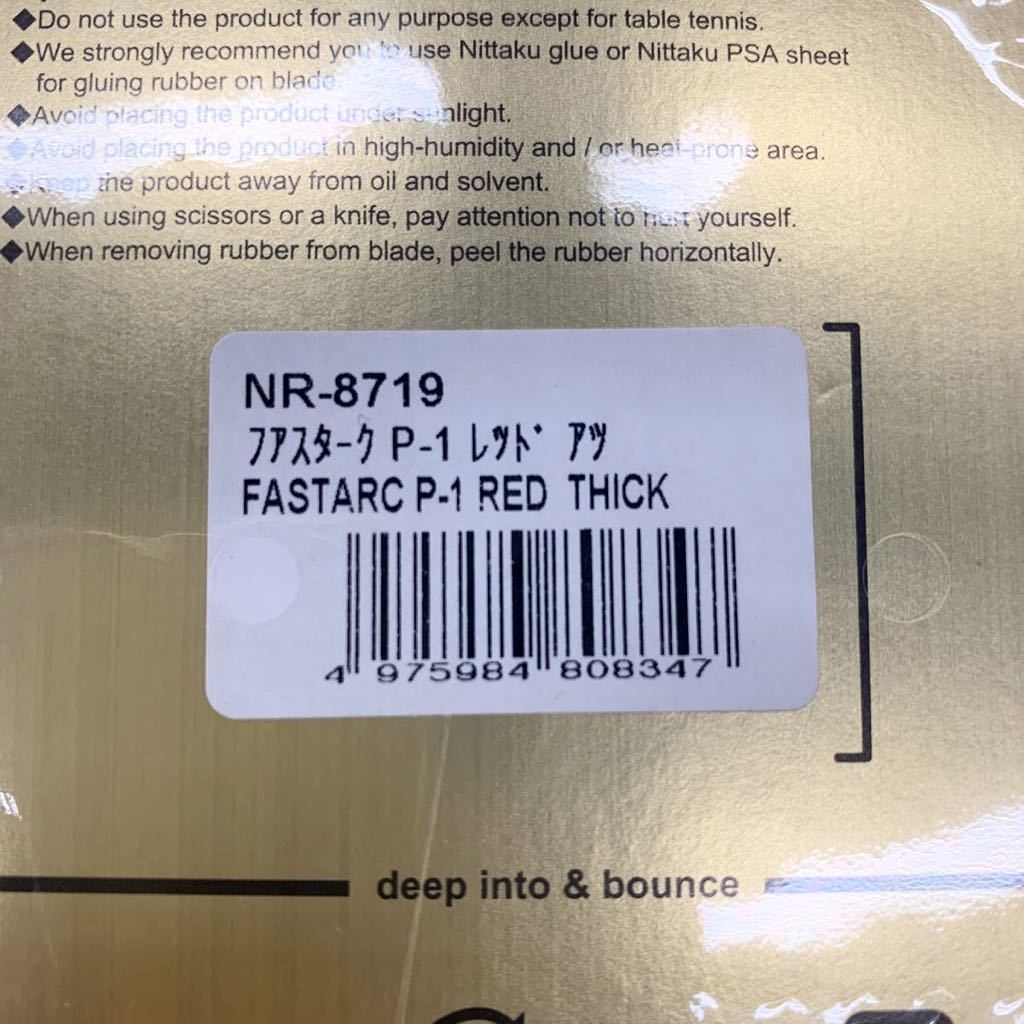 ◆Do not use the product for any purpose except for table tennis.
◆We strongly recommend you to use Nittaku glue or Nittaku PSA sheet
for gluing rubber on blade.
◆Avoid placing the product under sunlight.
◆Avoid placing the product in high-humidity and / or heat-prone area.
◆Keep the product away from oil and solvent.
◆When using scissors or a knife, pay attention not to hurt yourself.
◆When removing rubber from blade, peel the rubber horizontally.
NR-8719
ﾌｱｽﾀｰｸ P-1 ﾚｯﾄﾞ ｱﾂ
FASTARC P-1 RED THICK
4 975984 808347
deep into & bounce